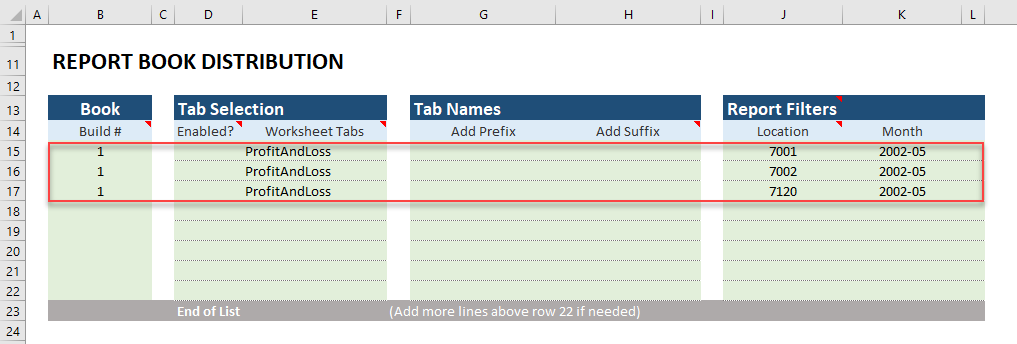 A B C D E F G H I J K L
1
11 REPORT BOOK DISTRIBUTION
12
13 Book Tab Selection Tab Names Report Filters
14 Build # Enabled? Worksheet Tabs Add Prefix Add Suffix Location Month
15 1 ProfitAndLoss 7001 2002-05
16 1 ProfitAndLoss 7002 2002-05
17 1 ProfitAndLoss 7120 2002-05
18
19
20
21
22
23 End of List (Add more lines above row 22 if needed)
24